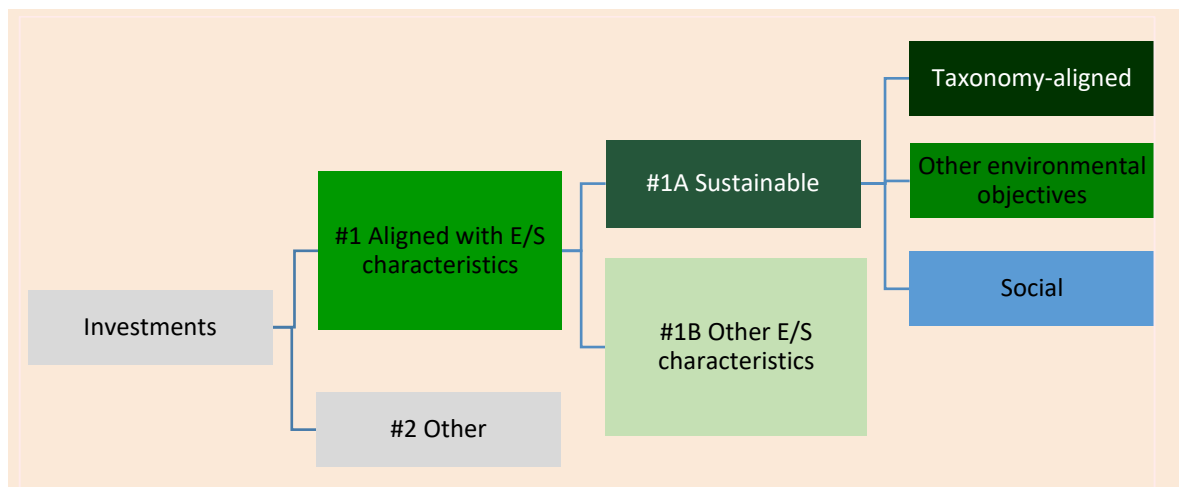 Investments
#1 Aligned with E/S
characteristics
#2 Other
#1A Sustainable
#1B Other E/S
characteristics
Taxonomy-aligned
Other environmental
objectives
Social